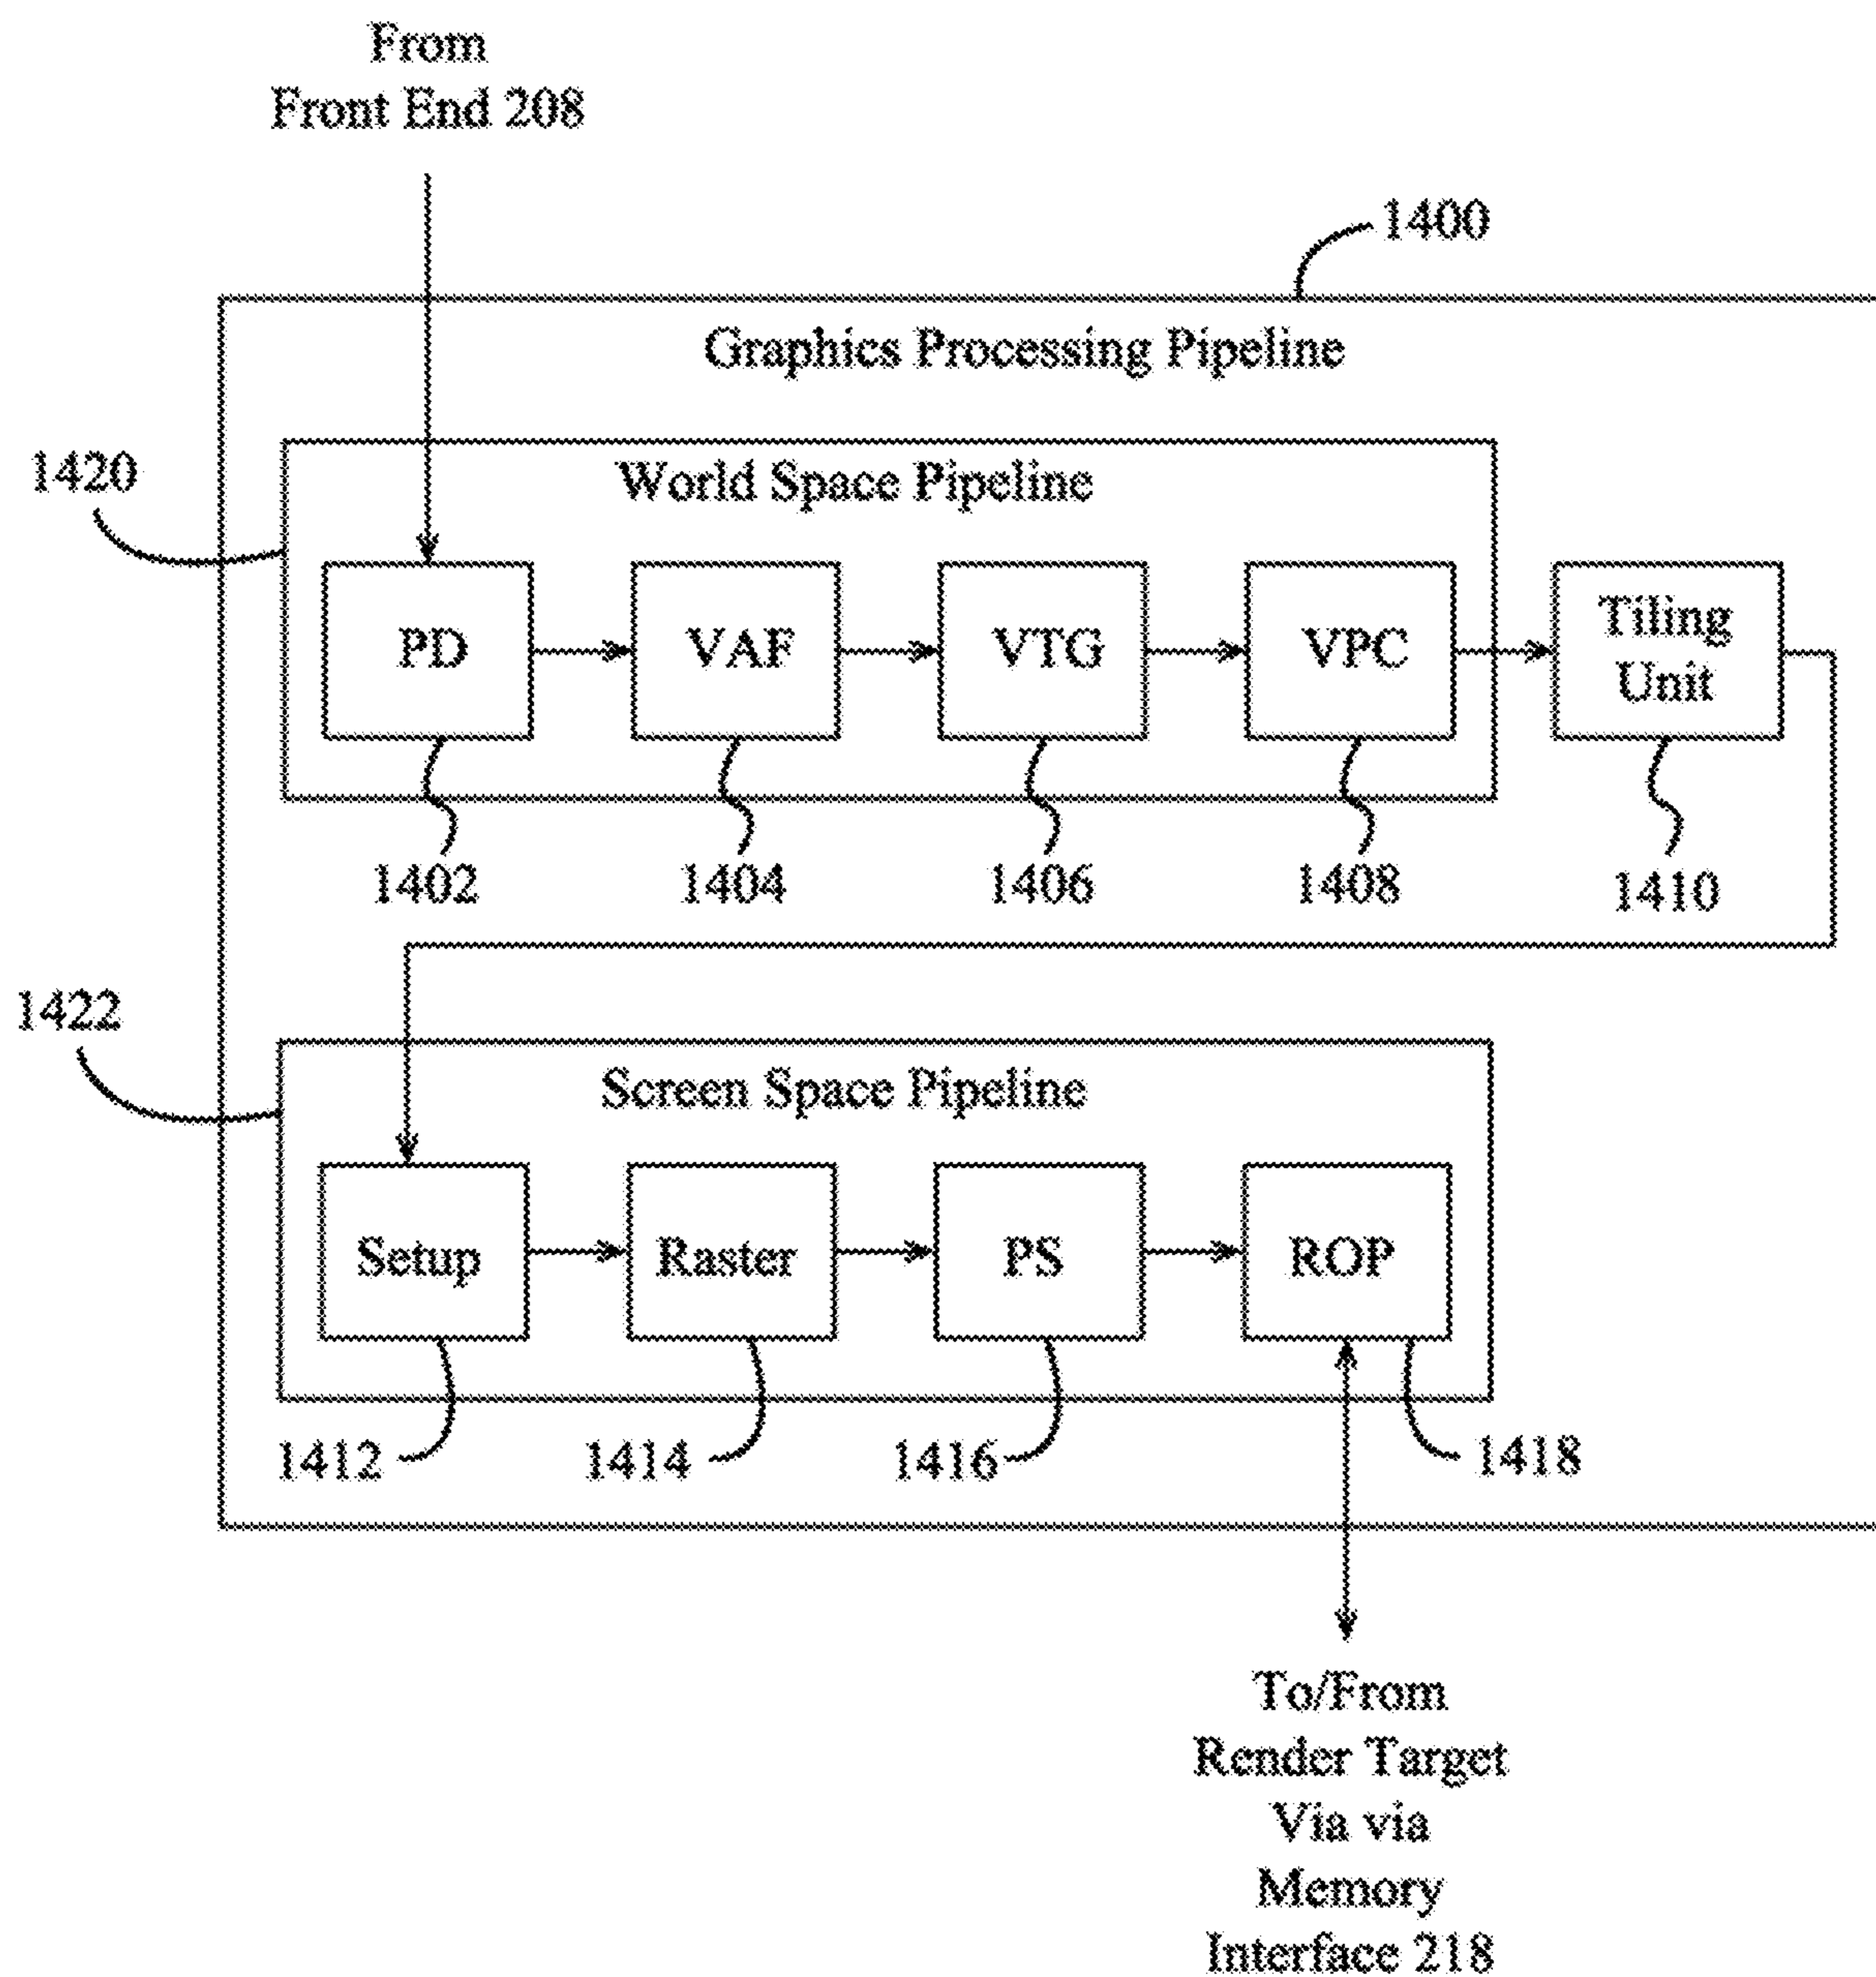 From
Front End 208
1400
Graphics Processing Pipeline
1420
World Space Pipeline
PD
VAF
VTG
VPC
Tiling
Unit
1402
1404
1406
1408
1410
1422
Screen Space Pipeline
Setup
Raster
PS
ROP
1412
1414
1416
1418
To/From
Render Target
Via via
Memory
Interface 218